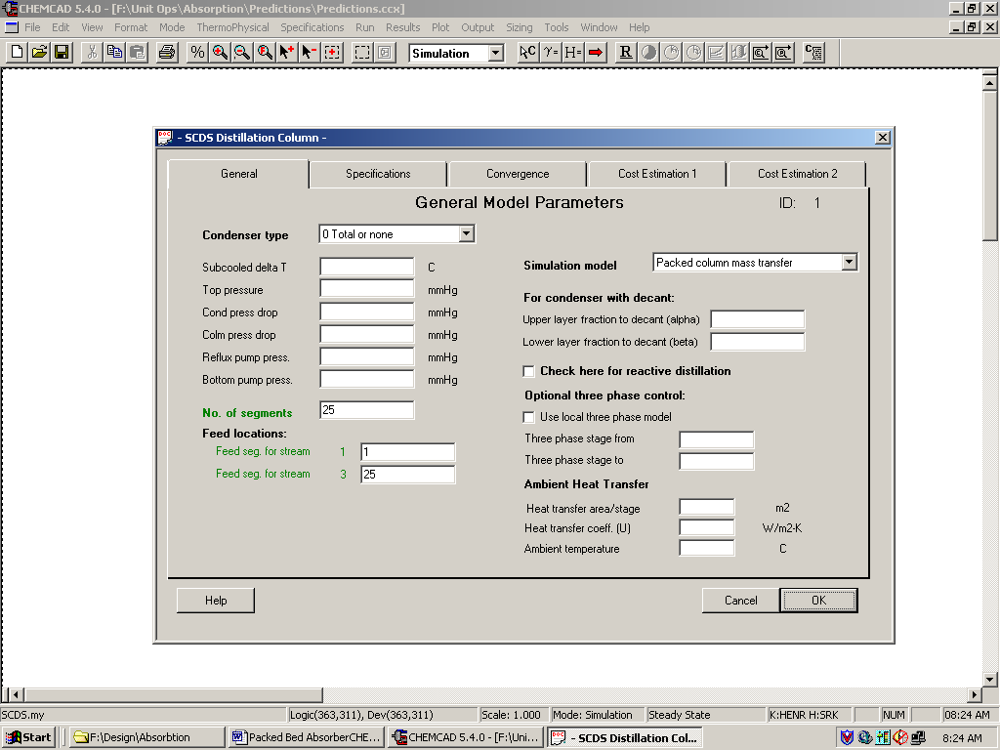 CHEMCAD 5.4.0 - [F:\Unit Ops\Absorption\Predictions\Predictions.ccx]
File Edit View Format Mode ThermoPhysical Specifications Run Results Plot Output Sizing Tools Window Help
% Simulation C γ= H= R
- SCDS Distillation Column -
General Specifications Convergence Cost Estimation 1 Cost Estimation 2
General Model Parameters ID: 1
Condenser type 0 Total or none
Simulation model Packed column mass transfer
Subcooled delta T C
Top pressure mmHg
Cond press drop mmHg
Colm press drop mmHg
Reflux pump press. mmHg
Bottom pump press. mmHg
No. of segments 25
Feed locations:
Feed seg. for stream 1 1
Feed seg. for stream 3 25
For condenser with decant:
Upper layer fraction to decant (alpha)
Lower layer fraction to decant (beta)
Check here for reactive distillation
Optional three phase control:
Use local three phase model
Three phase stage from
Three phase stage to
Ambient Heat Transfer
Heat transfer area/stage m2
Heat transfer coeff. (U) W/m2-K
Ambient temperature C
Help Cancel OK
SCDS.my Logic(363,311), Dev(363,311) Scale: 1.000 Mode: Simulation Steady State K:HENR H:SRK NUM 08:24 AM
Start F:\Design\Absorbtion Packed Bed AbsorberCHE... CHEMCAD 5.4.0 - [F:\Uni... - SCDS Distillation Col... 8:24 AM